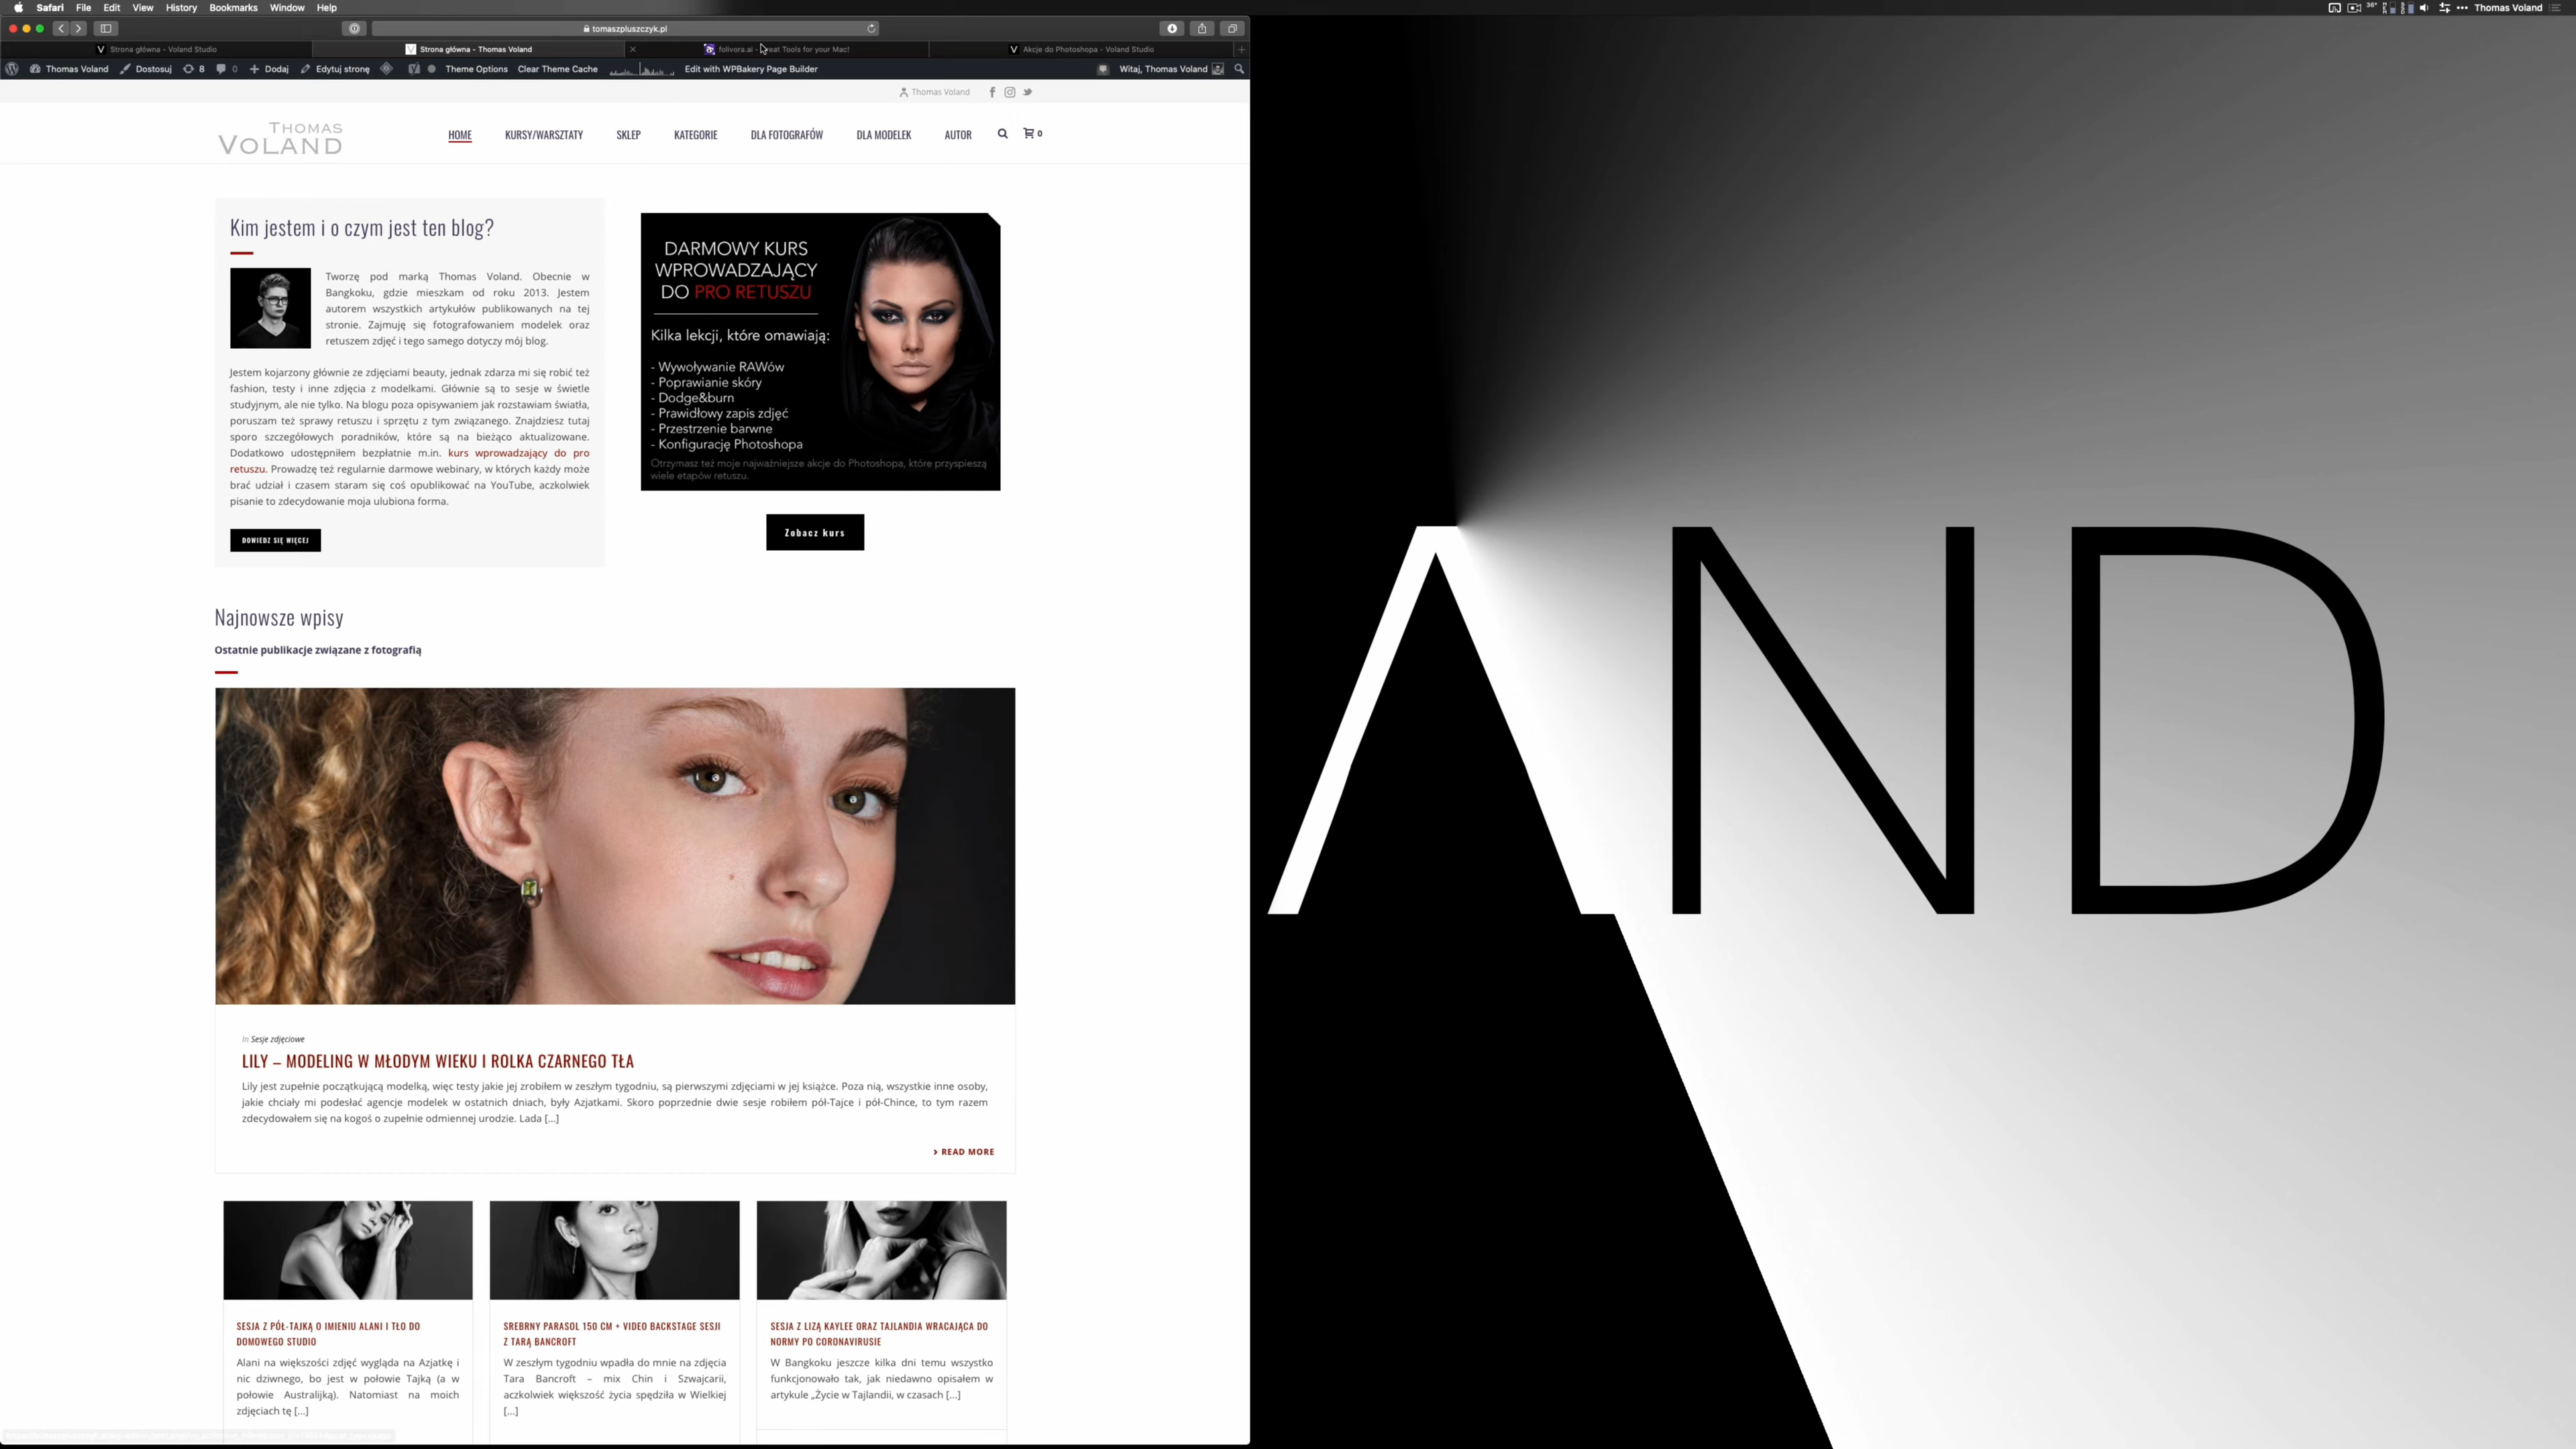 Safari File Edit View History Bookmarks Window Help
36° Thomas Voland
tomaszpluszczyk.pl
Strona główna - Voland Studio
Strona główna - Thomas Voland
folivora.ai - Great Tools for your Mac!
Akcje do Photoshopa - Voland Studio
Thomas Voland Dostosuj 8 0 Dodaj Edytuj stronę Theme Options Clear Theme Cache Edit with WPBakery Page Builder Witaj, Thomas Voland
Thomas Voland
THOMAS
VOLAND
HOME KURSY/WARSZTATY SKLEP KATEGORIE DLA FOTOGRAFÓW DLA MODELEK AUTOR 0
Kim jestem i o czym jest ten blog?
Tworzę pod marką Thomas Voland. Obecnie w
Bangkoku, gdzie mieszkam od roku 2013. Jestem
autorem wszystkich artykułów publikowanych na tej
stronie. Zajmuję się fotografowaniem modelek oraz
retuszem zdjęć i tego samego dotyczy mój blog.
Jestem kojarzony głównie ze zdjęciami beauty, jednak zdarza mi się robić też
fashion, testy i inne zdjęcia z modelkami. Głównie są to sesje w świetle
studyjnym, ale nie tylko. Na blogu poza opisywaniem jak rozstawiam światła,
poruszam też sprawy retuszu i sprzętu z tym związanego. Znajdziesz tutaj
sporo szczegółowych poradników, które są na bieżąco aktualizowane.
Dodatkowo udostępniłem bezpłatnie m.in. kurs wprowadzający do pro
retuszu. Prowadzę też regularnie darmowe webinary, w których każdy może
brać udział i czasem staram się coś opublikować na YouTube, aczkolwiek
pisanie to zdecydowanie moja ulubiona forma.
DOWIEDZ SIĘ WIĘCEJ
DARMOWY KURS
WPROWADZAJĄCY
DO PRO RETUSZU
Kilka lekcji, które omawiają:
- Wywoływanie RAWów
- Poprawianie skóry
- Dodge&burn
- Prawidłowy zapis zdjęć
- Przestrzenie barwne
- Konfigurację Photoshopa
Otrzymasz też moje najważniejsze akcje do Photoshopa, które przyspieszą
wiele etapów retuszu.
Zobacz kurs
Najnowsze wpisy
Ostatnie publikacje związane z fotografią
In Sesje zdjęciowe
LILY – MODELING W MŁODYM WIEKU I ROLKA CZARNEGO TŁA
Lily jest zupełnie początkującą modelką, więc testy jakie jej zrobiłem w zeszłym tygodniu, są pierwszymi zdjęciami w jej książce. Poza nią, wszystkie inne osoby,
jakie chciały mi podesłać agencje modelek w ostatnich dniach, były Azjatkami. Skoro poprzednie dwie sesje robiłem pół-Tajce i pół-Chince, to tym razem
zdecydowałem się na kogoś o zupełnie odmiennej urodzie. Lada [...]
READ MORE
SESJA Z PÓŁ-TAJKĄ O IMIENIU ALANI I TŁO DO
DOMOWEGO STUDIO
Alani na większości zdjęć wygląda na Azjatkę i
nic dziwnego, bo jest w połowie Tajką (a w
połowie Australijką). Natomiast na moich
zdjęciach tę [...]
SREBRNY PARASOL 150 CM + VIDEO BACKSTAGE SESJI
Z TARĄ BANCROFT
W zeszłym tygodniu wpadła do mnie na zdjęcia
Tara Bancroft – mix Chin i Szwajcarii,
aczkolwiek większość życia spędziła w Wielkiej
[...]
SESJA Z LIZĄ KAYLEE ORAZ TAJLANDIA WRACAJĄCA DO
NORMY PO CORONAVIRUSIE
W Bangkoku jeszcze kilka dni temu wszystko
funkcjonowało tak, jak niedawno opisałem w
artykule „Życie w Tajlandii, w czasach [...]
AND